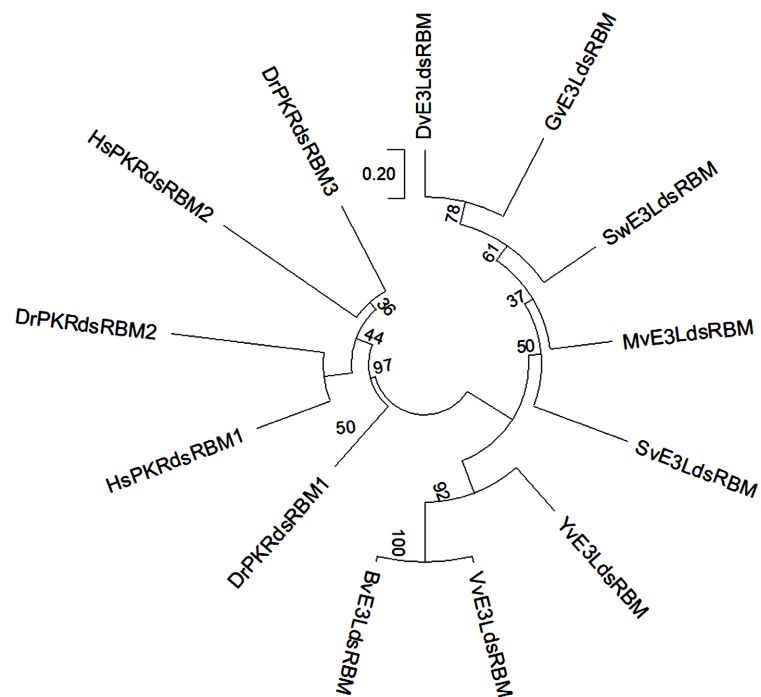 DvE3LdsRBM
GvE3LdsRBM
DrPKRdsRBM3
HsPKRdsRBM2
0.20
SwE3LdsRBM
78
61
37
36
DrPKRdsRBM2
44
MvE3LdsRBM
50
97
50
HsPKRdsRBM1
SvE3LdsRBM
DrPKRdsRBM1
92
YvE3LdsRBM
100
BvE3LdsRBM
VvE3LdsRBM